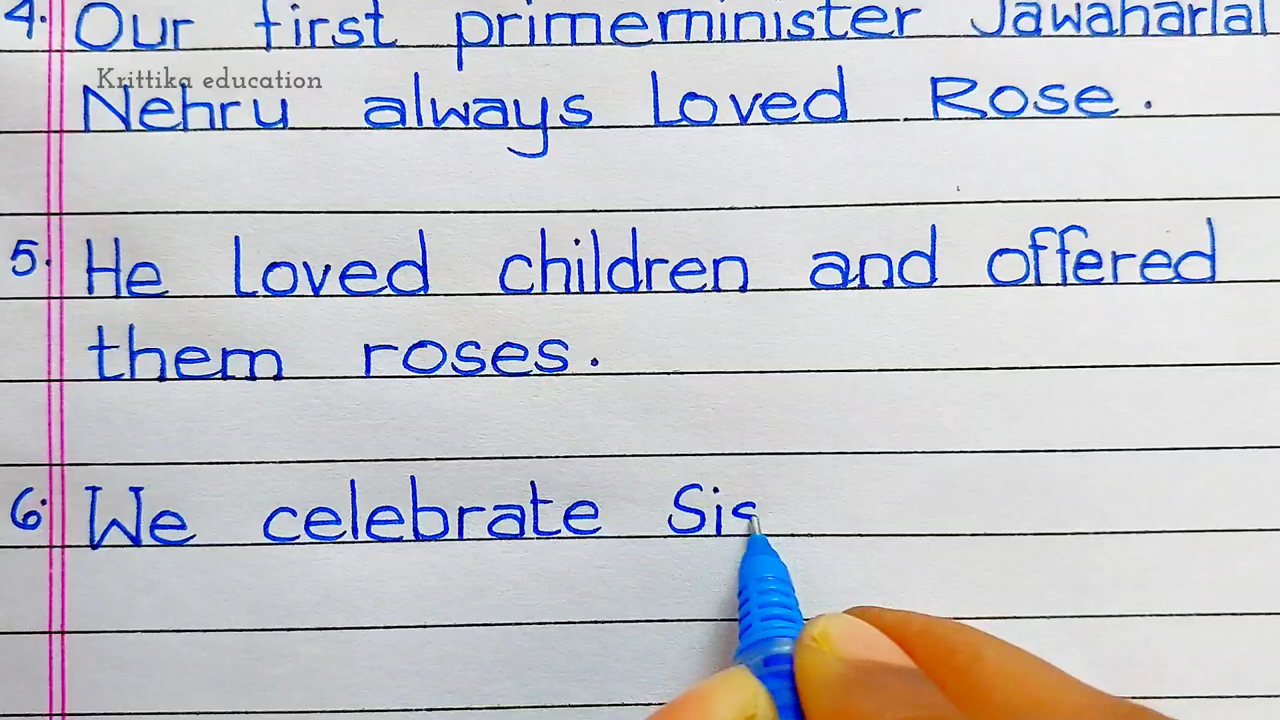 4. Our first primeminister Jawaharlal
Krittika education
Nehru always loved Rose.
5. He loved children and offered
them roses.
6. We celebrate Sis